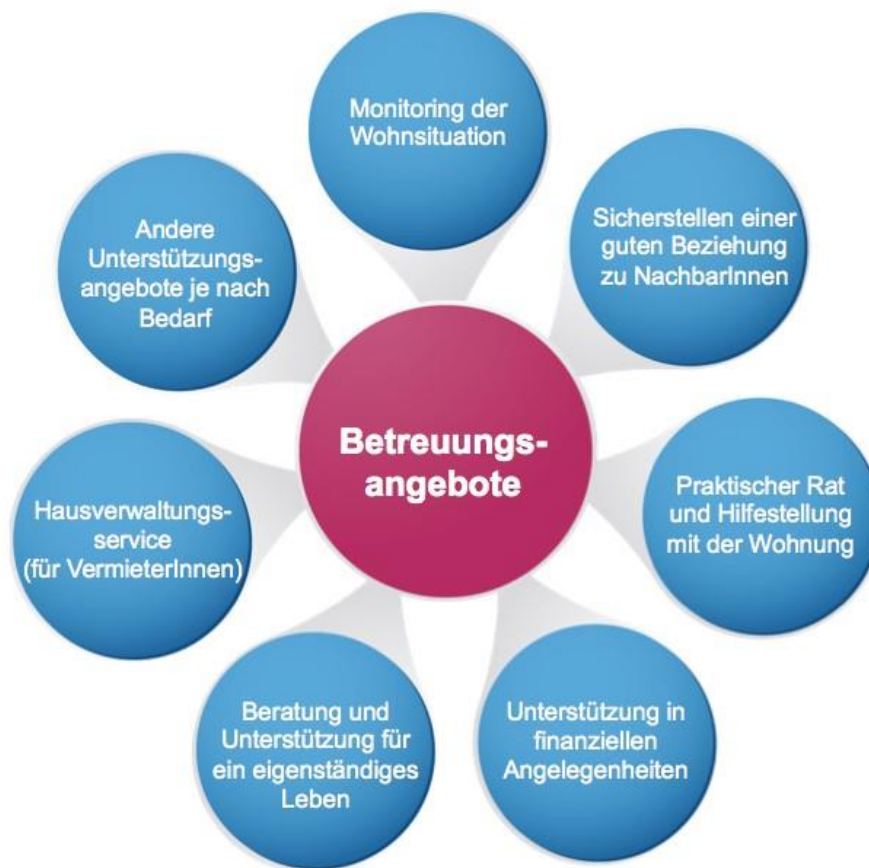 Monitoring der
Wohnsituation
Sicherstellen einer
guten Beziehung
zu NachbarInnen
Praktischer Rat
und Hilfestellung
mit der Wohnung
Unterstützung in
finanziellen
Angelegenheiten
Beratung und
Unterstützung für
ein eigenständiges
Leben
Hausverwaltungs-
service
(für VermieterInnen)
Andere
Unterstützungs-
angebote je nach
Bedarf
Betreuungs-
angebote